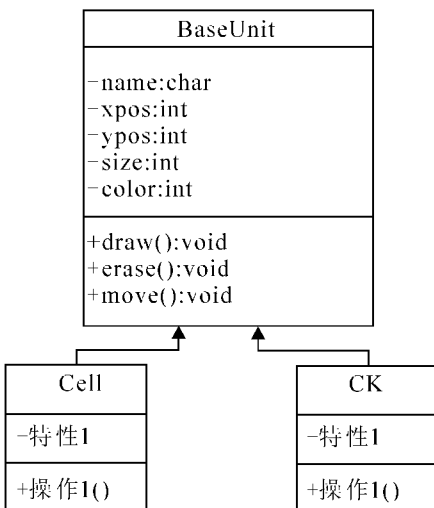 BaseUnit
-name:char
-xpos:int
-ypos:int
-size:int
-color:int
+draw():void
+erase():void
+move():void
Cell
-特性1
+操作1()
CK
-特性1
+操作1()